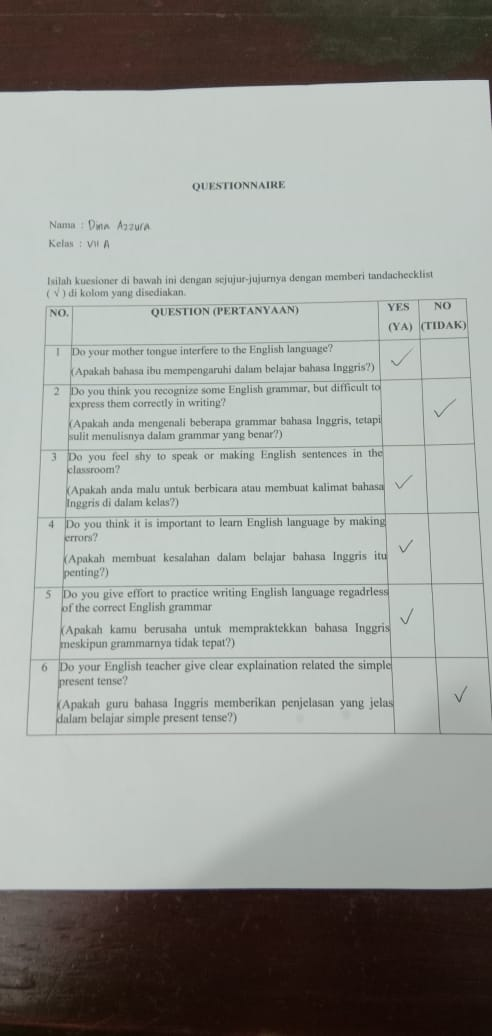 QUESTIONNAIRE
Nama : Dina Azzura
Kelas : VII A
Isilah kuesioner di bawah ini dengan sejujur-jujurnya dengan memberi tandachecklist
( √ ) di kolom yang disediakan.
NO. QUESTION (PERTANYAAN) YES NO
(YA) (TIDAK)
1 Do your mother tongue interfere to the English language?
(Apakah bahasa ibu mempengaruhi dalam belajar bahasa Inggris?) ✓
2 Do you think you recognize some English grammar, but difficult to
express them correctly in writing?
(Apakah anda mengenali beberapa grammar bahasa Inggris, tetapi ✓
sulit menulisnya dalam grammar yang benar?)
3 Do you feel shy to speak or making English sentences in the
classroom?
(Apakah anda malu untuk berbicara atau membuat kalimat bahasa ✓
Inggris di dalam kelas?)
4 Do you think it is important to learn English language by making
errors? ✓
(Apakah membuat kesalahan dalam belajar bahasa Inggris itu
penting?)
5 Do you give effort to practice writing English language regadrless
of the correct English grammar ✓
(Apakah kamu berusaha untuk mempraktekkan bahasa Inggris
meskipun grammarnya tidak tepat?)
6 Do your English teacher give clear explaination related the simple
present tense? ✓
(Apakah guru bahasa Inggris memberikan penjelasan yang jelas
dalam belajar simple present tense?)